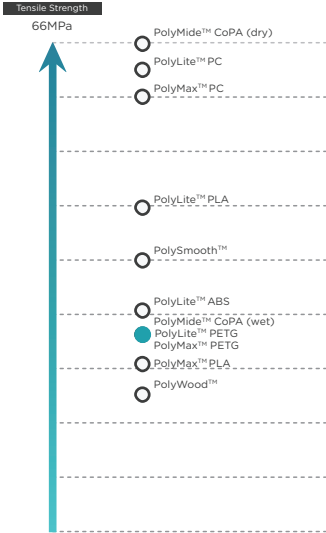 Tensile Strength
66MPa
PolyMide™ CoPA (dry)
PolyLite™ PC
PolyMax™ PC
PolyLite™ PLA
PolySmooth™
PolyLite™ ABS
PolyMide™ CoPA (wet)
PolyLite™ PETG
PolyMax™ PETG
PolyMax™ PLA
PolyWood™